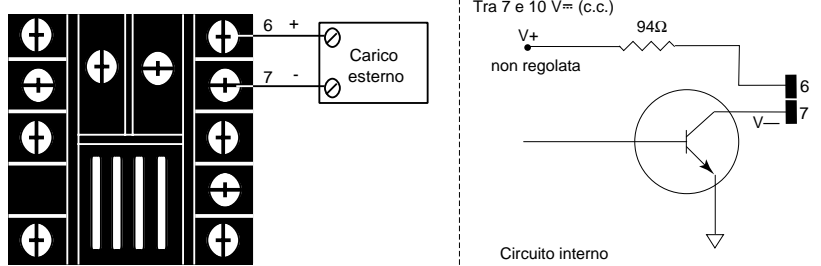 6 +
7 -
Carico
esterno
Tra 7 e 10 V⎓ (c.c.)
V+
94Ω
non regolata
6
7
V—
Circuito interno